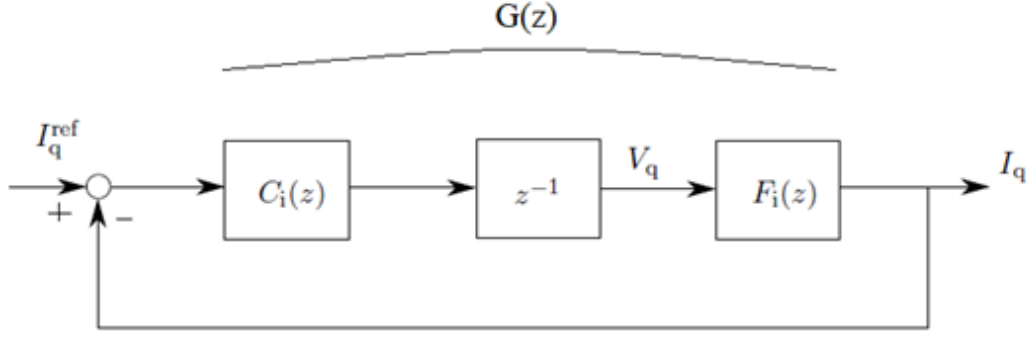 G(z)
I_q^ref
+
−
C_i(z)
z^{-1}
V_q
F_i(z)
I_q